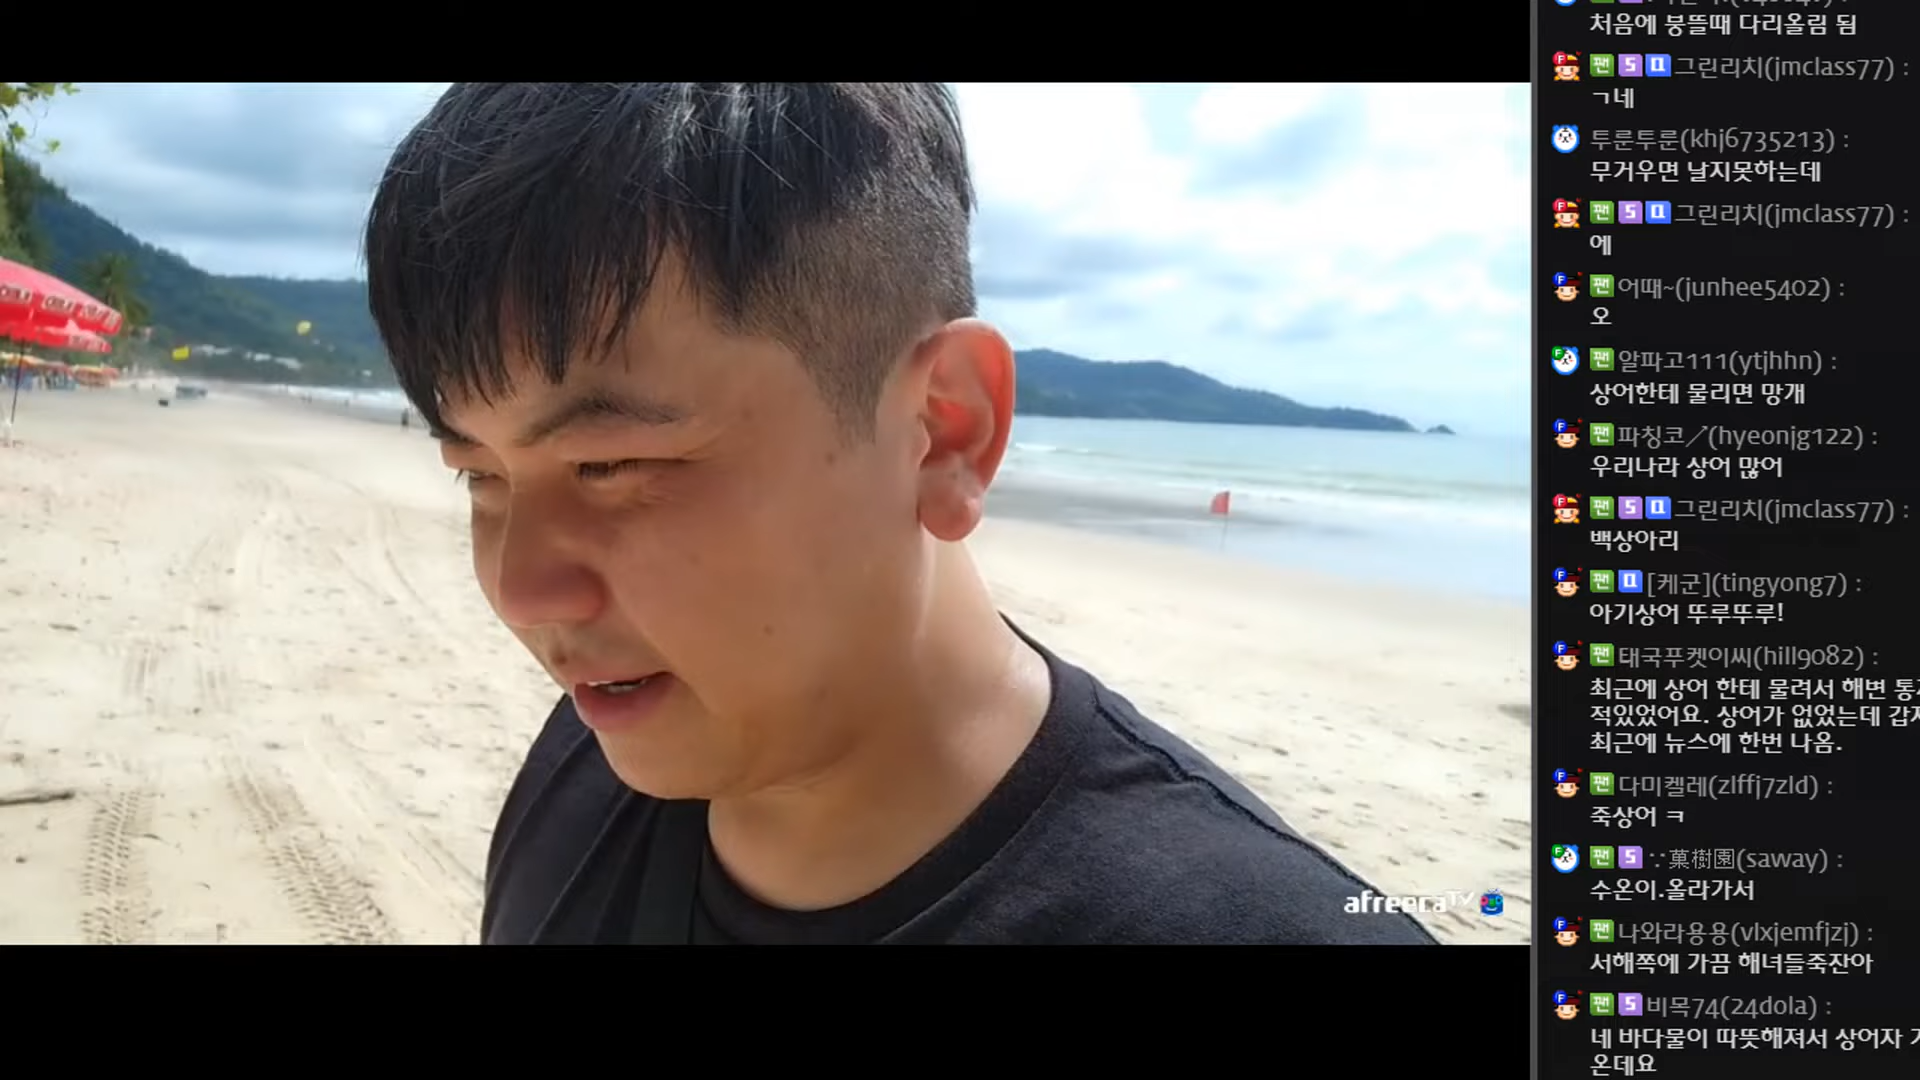 처음에 붕뜰때 다리올림 됨
팬 S 그린리치(jmclass77) :
ㄱ네
투룬투룬(khj6735213) :
무거우면 날지못하는데
팬 S 그린리치(jmclass77) :
에
팬 어때~(junhee5402) :
오
팬 알파고111(ytjhhn) :
상어한테 물리면 망개
팬 파칭코／(hyeonjg122) :
우리나라 상어 많어
팬 S 그린리치(jmclass77) :
백상아리
팬 [케군](tingyong7) :
아기상어 뚜루뚜루!
팬 태국푸켓이씨(hill9082) :
최근에 상어 한테 물려서 해변
적있었어요. 상어가 없었는데
최근에 뉴스에 한번 나옴.
팬 다미켈레(zlffj7zld) :
죽상어 ㅋ
팬 S ∵菓樹園(saway) :
수온이.올라가서
팬 나와라용용(vlxjemfjzj) :
서해쪽에 가끔 해녀들죽잔아
팬 S 비목74(24dola) :
네 바다물이 따뜻해져서 상어자
온데요
afreecaTV